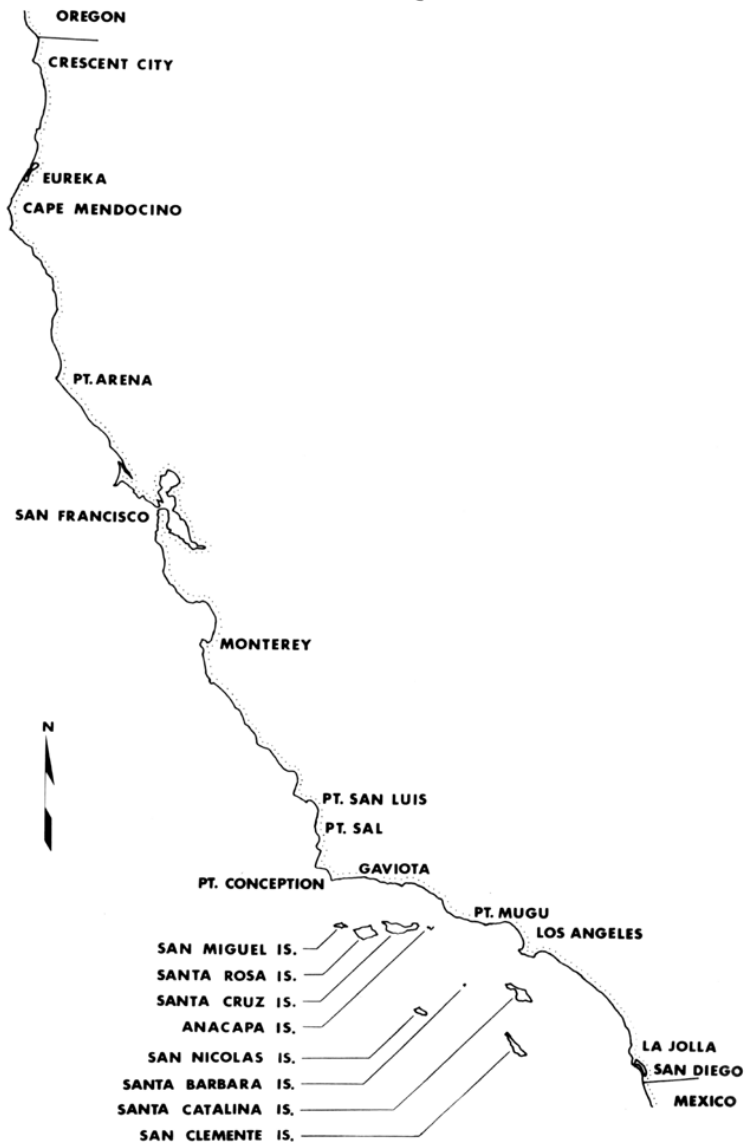 OREGON
CRESCENT CITY
EUREKA
CAPE MENDOCINO
PT. ARENA
SAN FRANCISCO
MONTEREY
N
PT. SAN LUIS
PT. SAL
GAVIOTA
PT. CONCEPTION
PT. MUGU
LOS ANGELES
SAN MIGUEL IS.
SANTA ROSA IS.
SANTA CRUZ IS.
ANACAPA IS.
SAN NICOLAS IS.
SANTA BARBARA IS.
SANTA CATALINA IS.
SAN CLEMENTE IS.
LA JOLLA
SAN DIEGO
MEXICO